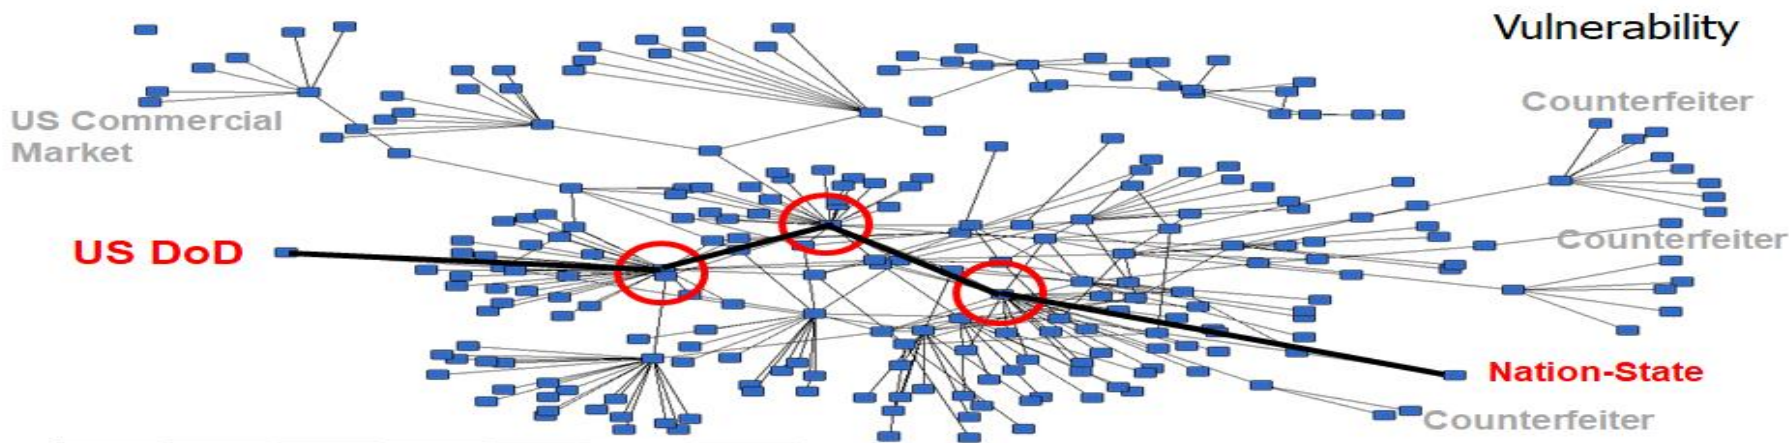 Vulnerability
Counterfeiter
US Commercial
Market
Counterfeiter
US DoD
Nation-State
Counterfeiter